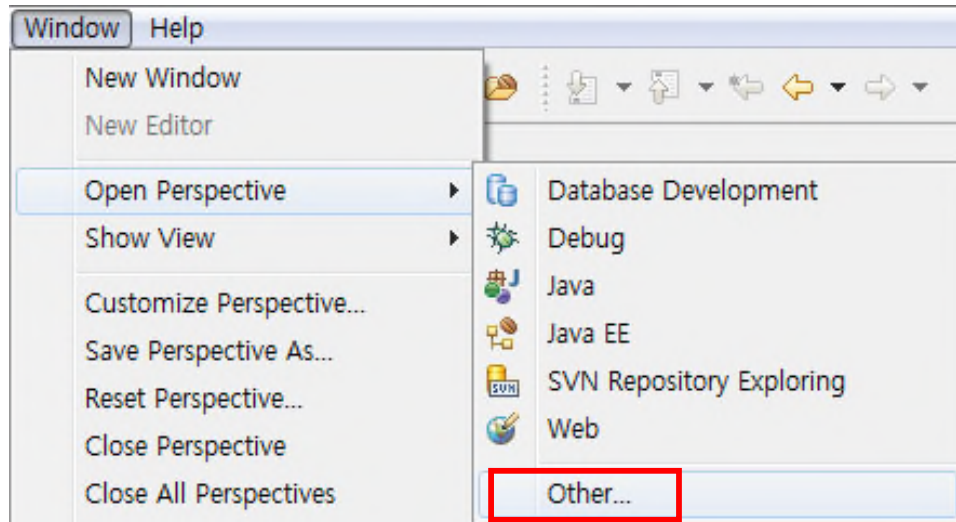 Window Help
New Window
New Editor
Open Perspective
Show View
Customize Perspective...
Save Perspective As...
Reset Perspective...
Close Perspective
Close All Perspectives
Database Development
Debug
Java
Java EE
SVN Repository Exploring
Web
Other...